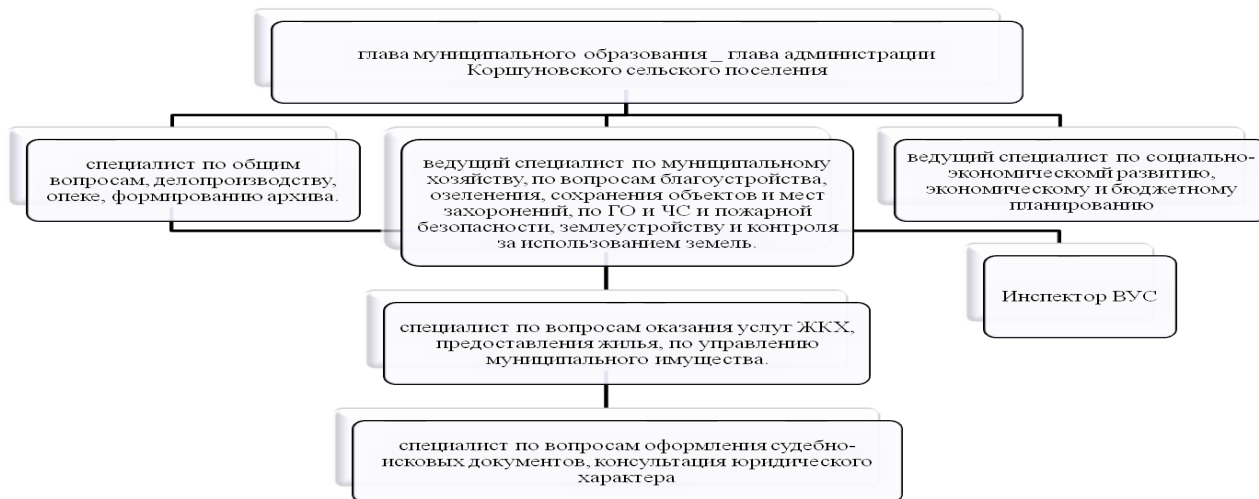 глава муниципального образования _ глава администрации
Коршуновского сельского поселения
специалист по общим
вопросам, делопроизводству,
опеке, формированию архива.
ведущий специалист по муниципальному
хозяйству, по вопросам благоустройства,
озеленения, сохранения объектов и мест
захоронений, по ГО и ЧС и пожарной
безопасности, землеустройству и контроля
за использованием земель.
ведущий специалист по социально-
экономическомй развитию,
экономическому и бюджетному
планированию
Инспектор ВУС
специалист по вопросам оказания услуг ЖКХ,
предоставления жилья, по управлению
муниципального имущества.
специалист по вопросам оформления судебно-
исковых документов, консультация юридического
характера